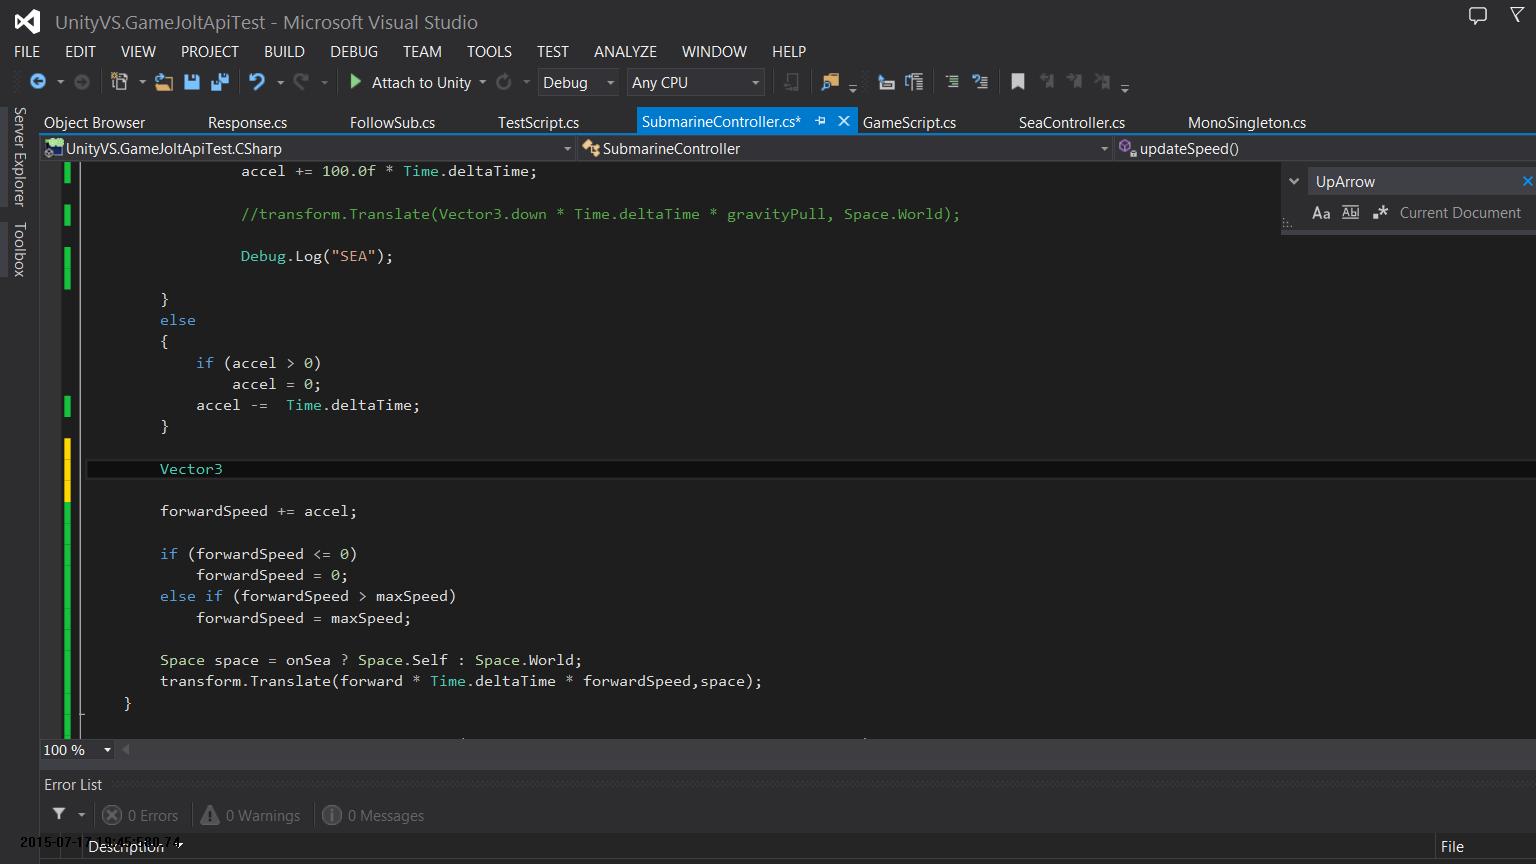 UnityVS.GameJoltApiTest - Microsoft Visual Studio
FILE EDIT VIEW PROJECT BUILD DEBUG TEAM TOOLS TEST ANALYZE WINDOW HELP
Attach to Unity Debug Any CPU
Server Explorer
Toolbox
Object Browser Response.cs FollowSub.cs TestScript.cs SubmarineController.cs* GameScript.cs SeaController.cs MonoSingleton.cs
UnityVS.GameJoltApiTest.CSharp SubmarineController updateSpeed()
UpArrow
Aa Abl .* Current Document
accel += 100.0f * Time.deltaTime;
//transform.Translate(Vector3.down * Time.deltaTime * gravityPull, Space.World);
Debug.Log("SEA");
}
else
{
if (accel > 0)
accel = 0;
accel -= Time.deltaTime;
}
Vector3
forwardSpeed += accel;
if (forwardSpeed <= 0)
forwardSpeed = 0;
else if (forwardSpeed > maxSpeed)
forwardSpeed = maxSpeed;
Space space = onSea ? Space.Self : Space.World;
transform.Translate(forward * Time.deltaTime * forwardSpeed,space);
}
100 %
Error List
0 Errors 0 Warnings 0 Messages
Description File